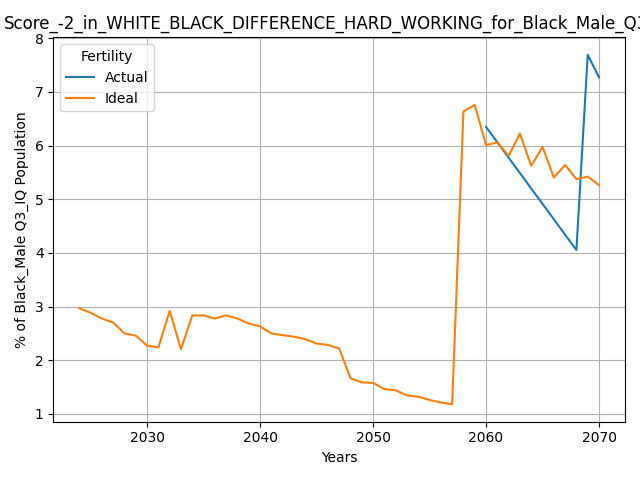 Score_-2_in_WHITE_BLACK_DIFFERENCE_HARD_WORKING_for_Black_Male_Q3
Fertility
Actual
Ideal
% of Black_Male Q3_IQ Population
8
7
6
5
4
3
2
1
2030 2040 2050 2060 2070
Years